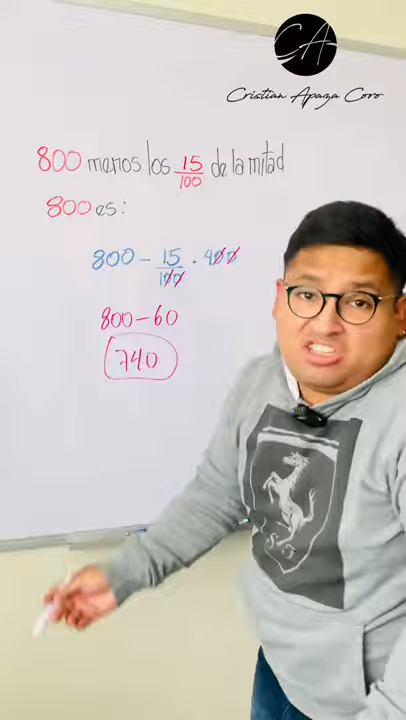 CA
Cristian Apaza Coro
800 menos los 15/100 de la mitad
800 es:
800 - 15/100 · 400
800 - 60
740